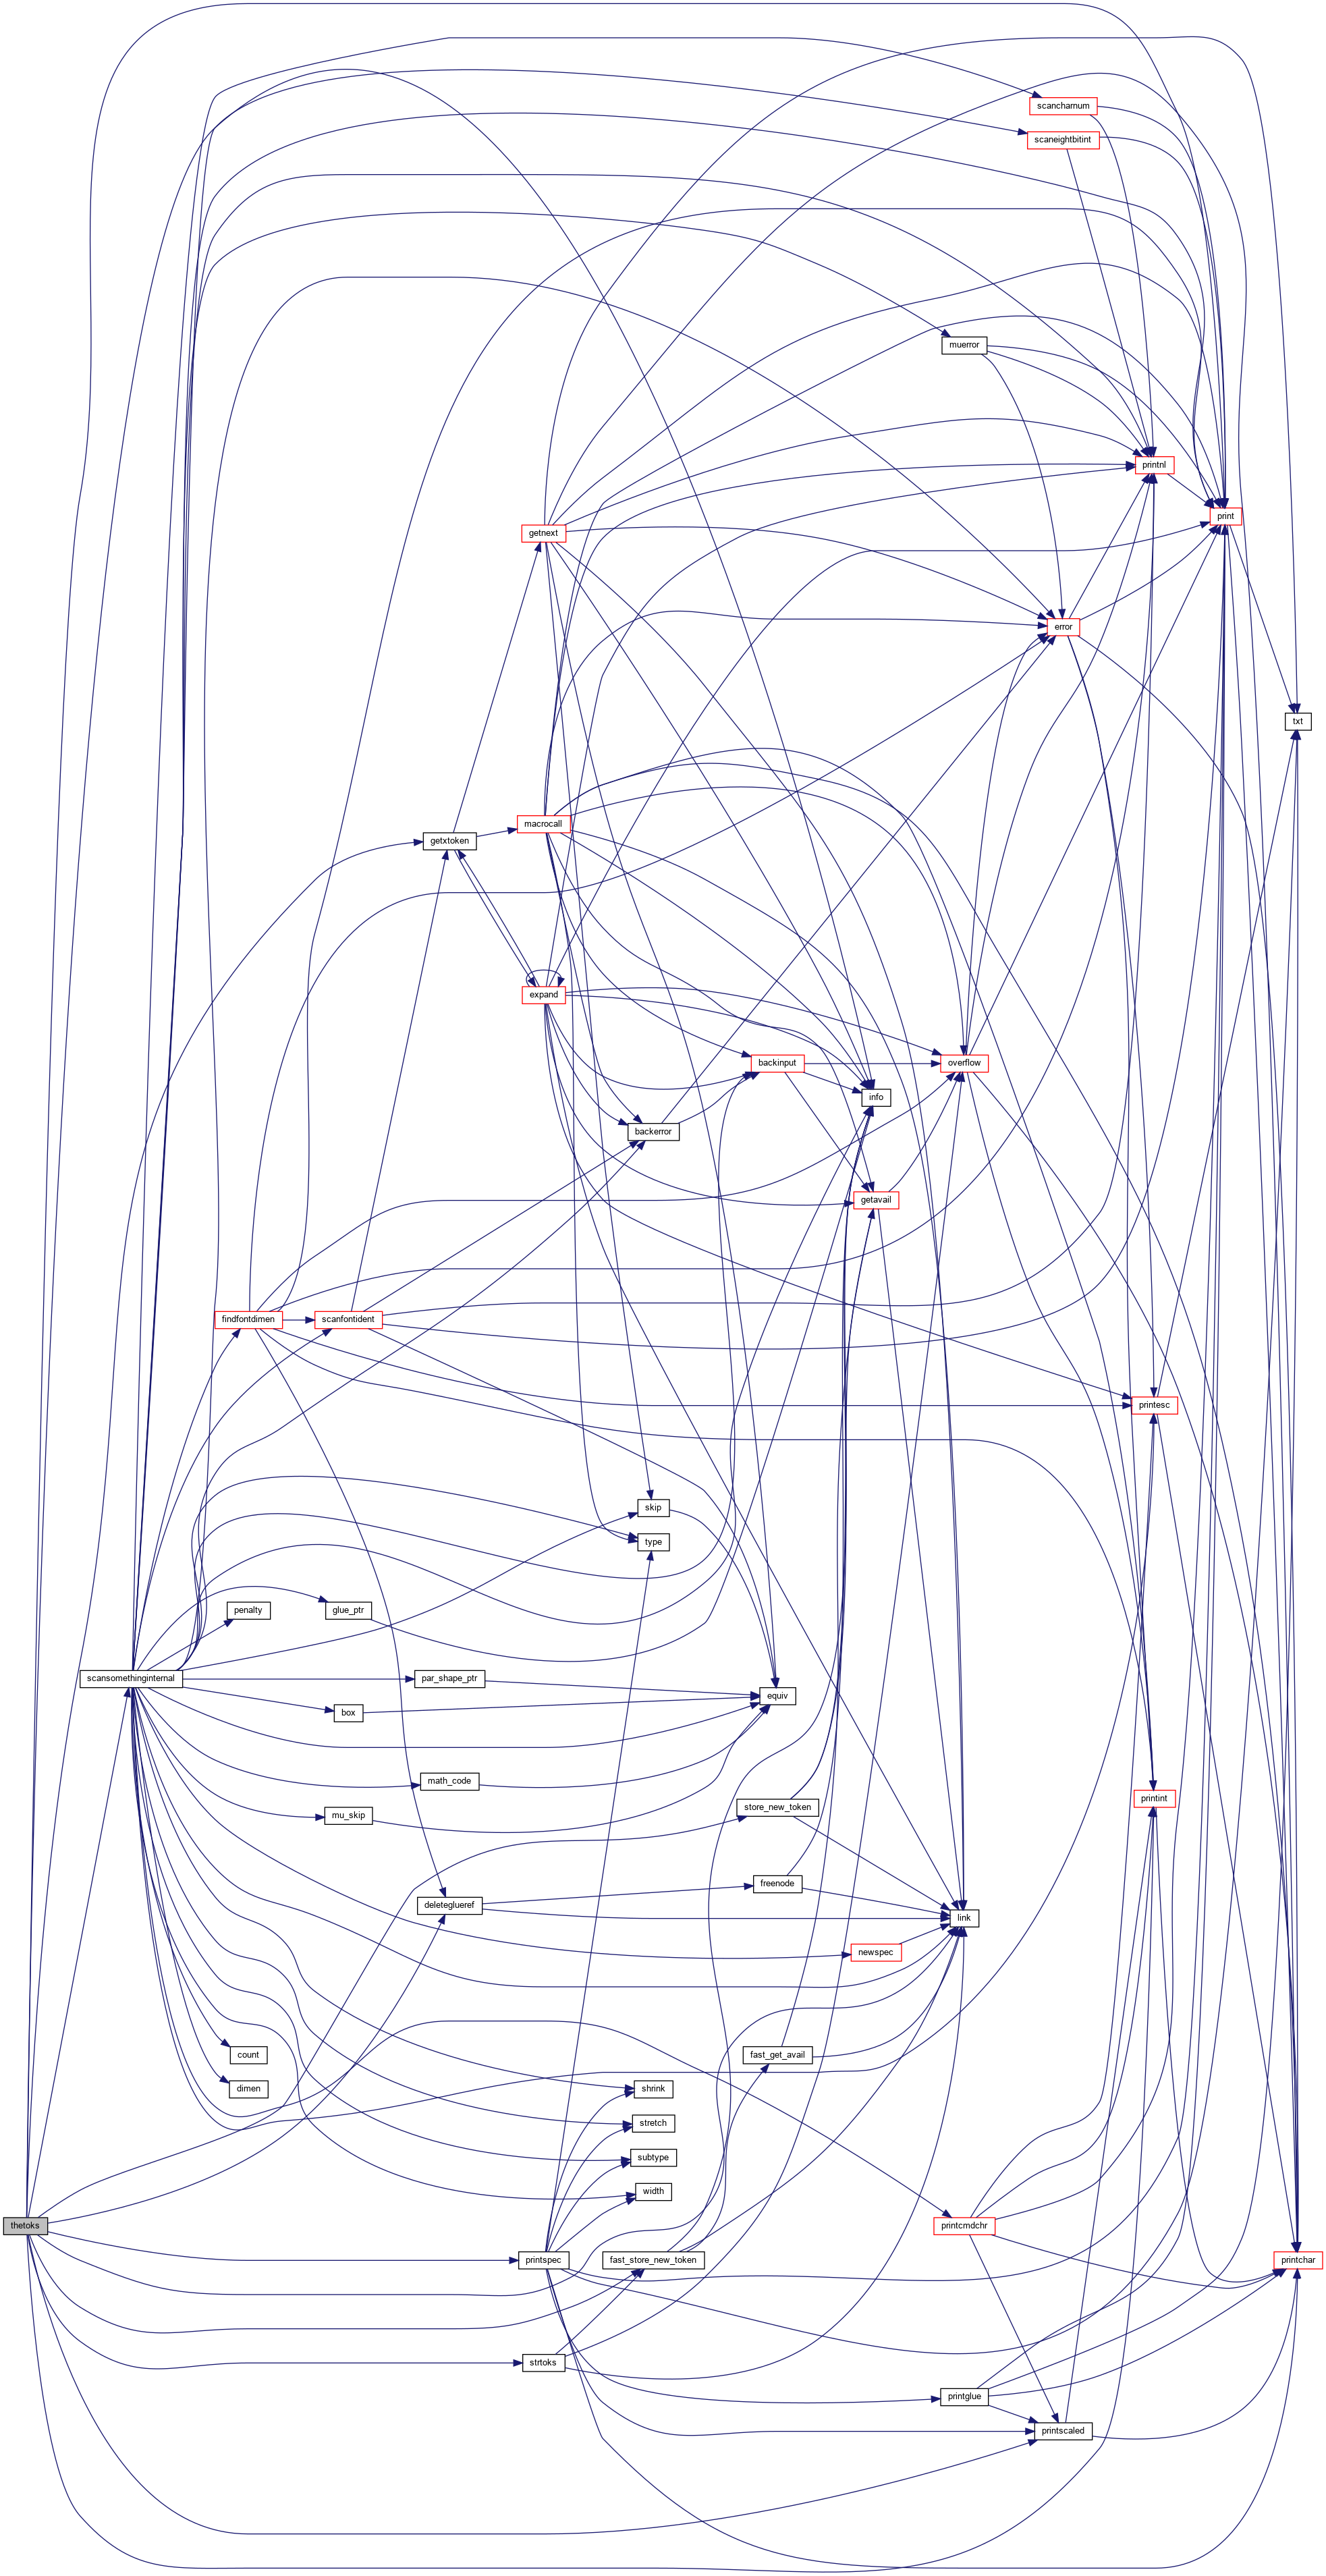 scancharnum
scaneightbitint
muerror
printnl
print
getnext
error
txt
macrocall
getxtoken
expand
backinput
overflow
info
backerror
getavail
findfontdimen
scanfontident
printesc
skip
type
penalty
glue_ptr
scansomethinginternal
par_shape_ptr
equiv
box
math_code
printint
store_new_token
mu_skip
freenode
deleteglueref
link
newspec
count
fast_get_avail
dimen
shrink
stretch
subtype
width
thetoks
printcmdchr
printspec
fast_store_new_token
printchar
strtoks
printglue
printscaled